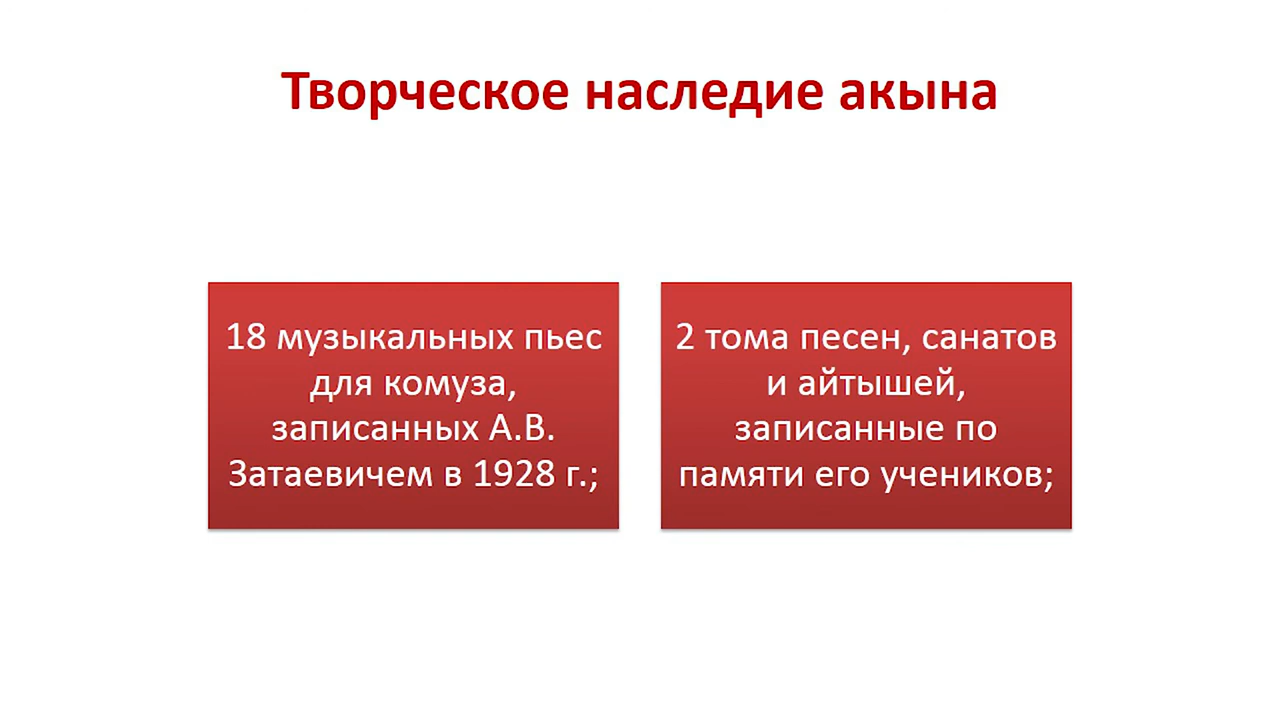 Творческое наследие акына
18 музыкальных пьес
для комуза,
записанных А.В.
Затаевичем в 1928 г.;
2 тома песен, санатов
и айтышей,
записанные по
памяти его учеников;